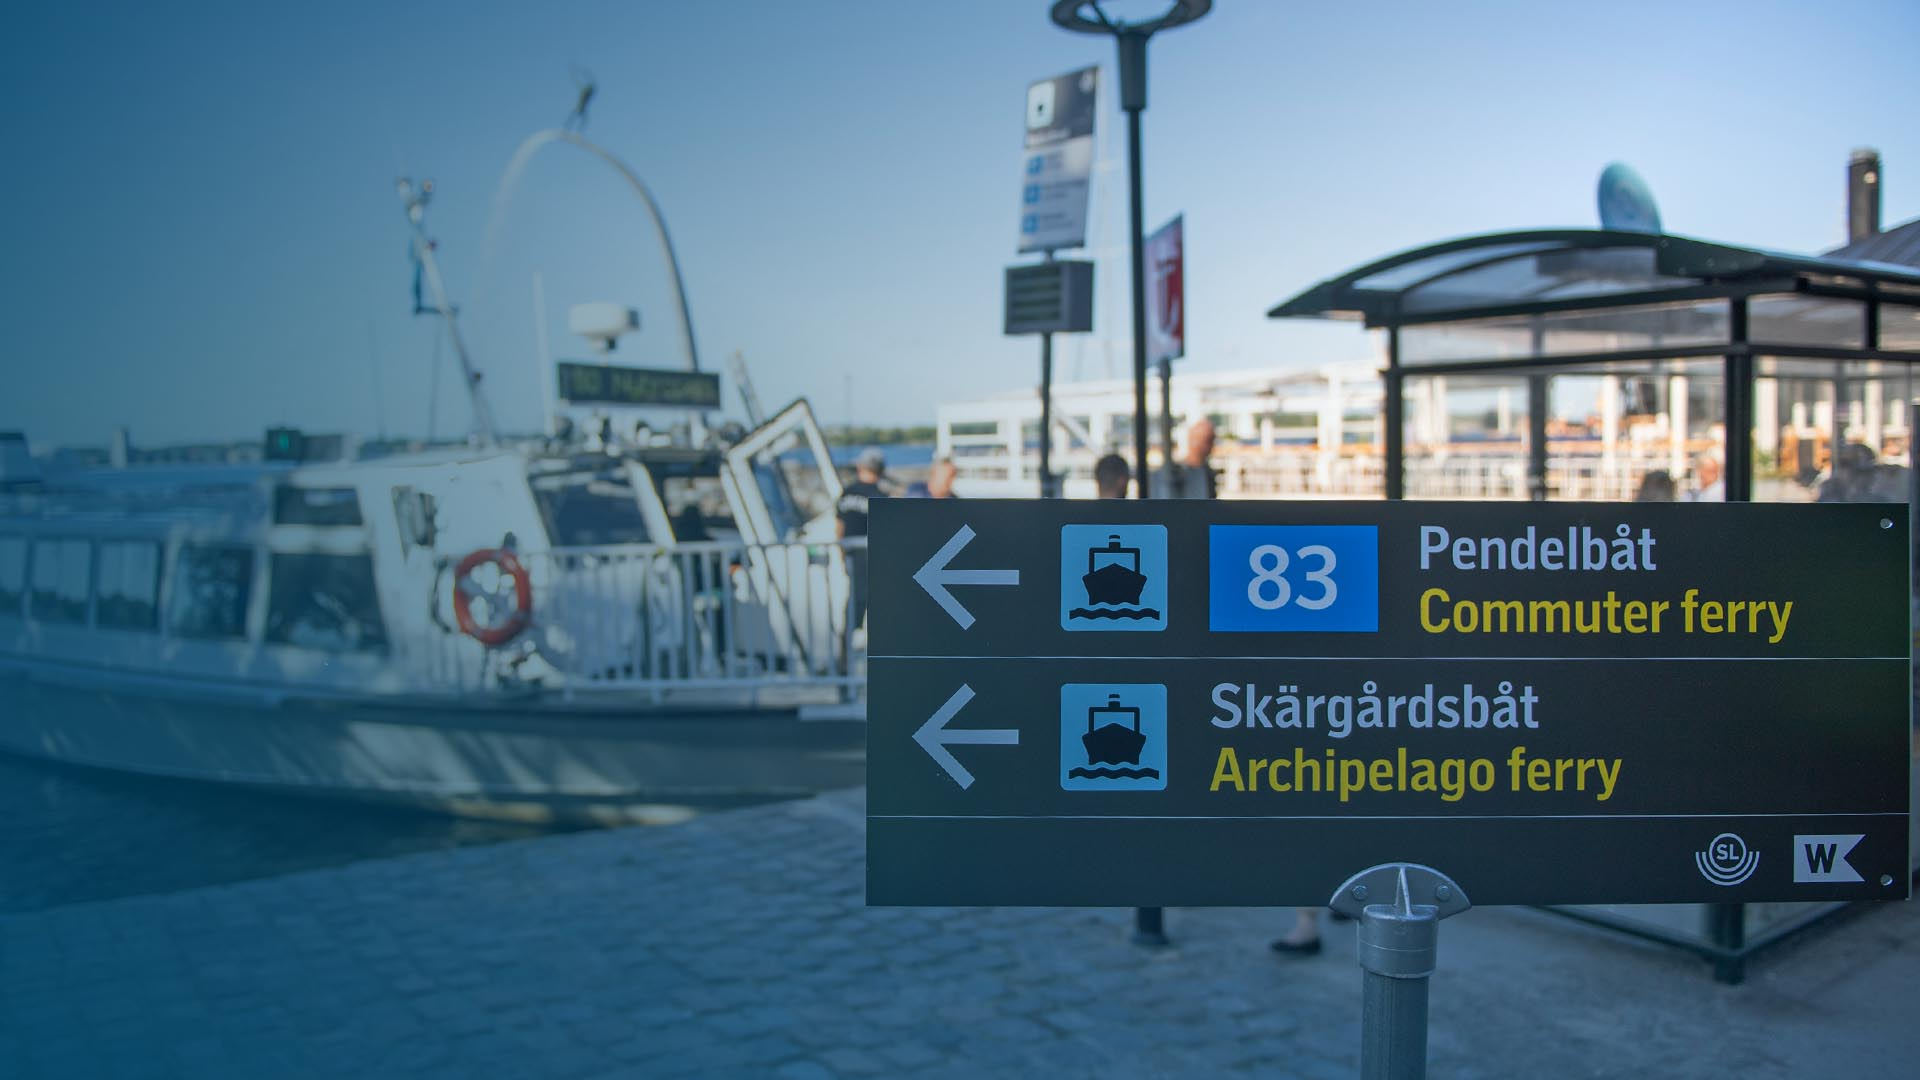 83
Pendelbåt
Commuter ferry
Skärgårdsbåt
Archipelago ferry
SL
W